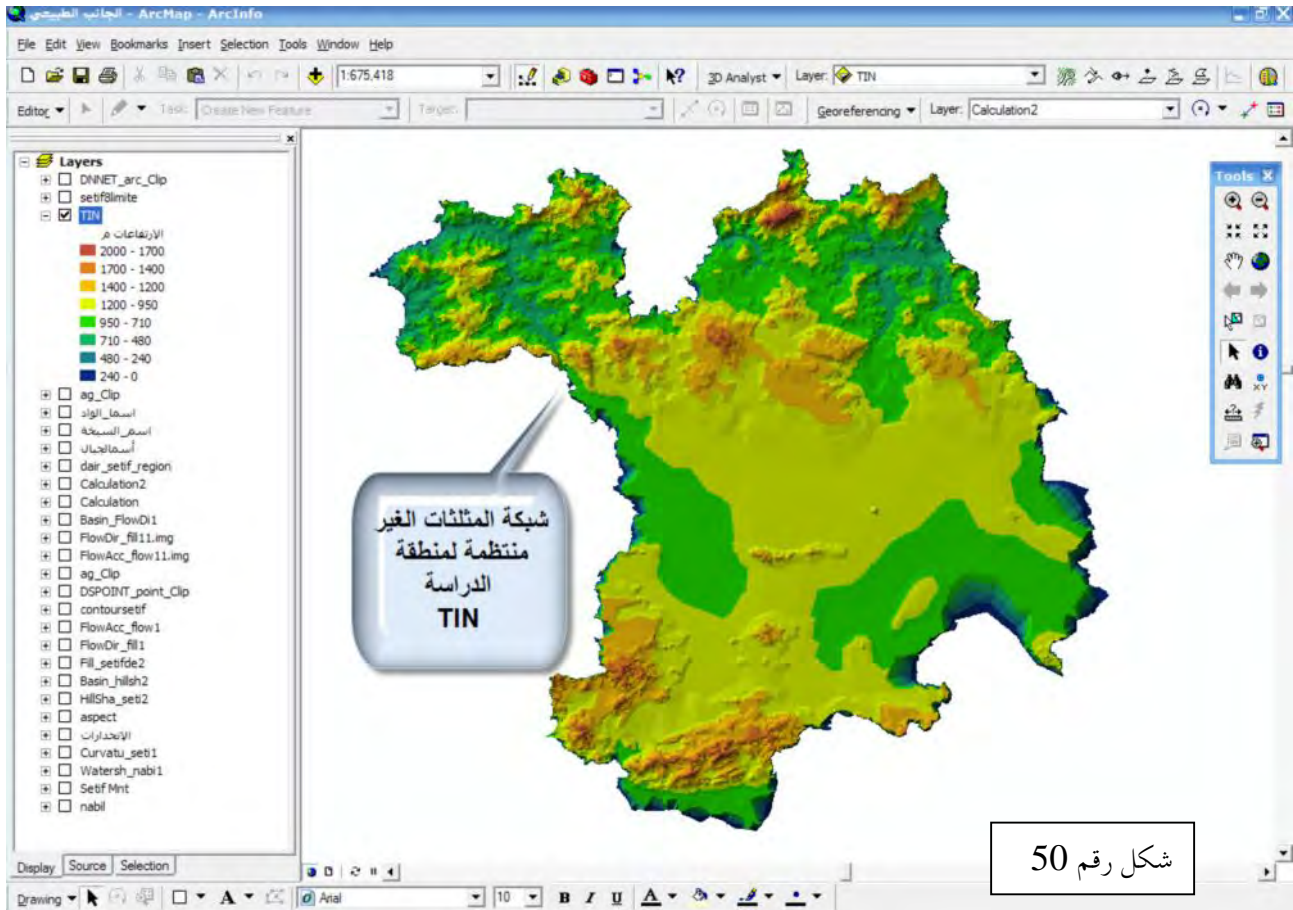 الجانب الطبيعي - ArcMap - ArcInfo
File Edit View Bookmarks Insert Selection Tools Window Help
1:675,418 3D Analyst Layer: TIN
Editor Task: Create New Feature Target: Georeferencing Layer: Calculation2
Layers
DNNET_arc_Clip
setif8limite
TIN
الارتفاعات م
2000 - 1700
1700 - 1400
1400 - 1200
1200 - 950
950 - 710
710 - 480
480 - 240
240 - 0
ag_Clip
اسما_الواد
اسم_السبخة
أسمالجبال
dair_setif_region
Calculation2
Calculation
Basin_FlowDi1
FlowDir_fill11.img
FlowAcc_flow11.img
ag_Clip
DSPOINT_point_Clip
contoursetif
FlowAcc_flow1
FlowDir_fill1
Fill_setifde2
Basin_hillsh2
HillSha_seti2
aspect
الإنحدارات
Curvatu_seti1
Watersh_nabi1
Setif Mnt
nabil
Display Source Selection
شبكة المثلثات الغير
منتظمة لمنطقة
الدراسة
TIN
Tools
XY
شكل رقم 50
Drawing A Arial 10 B I U A